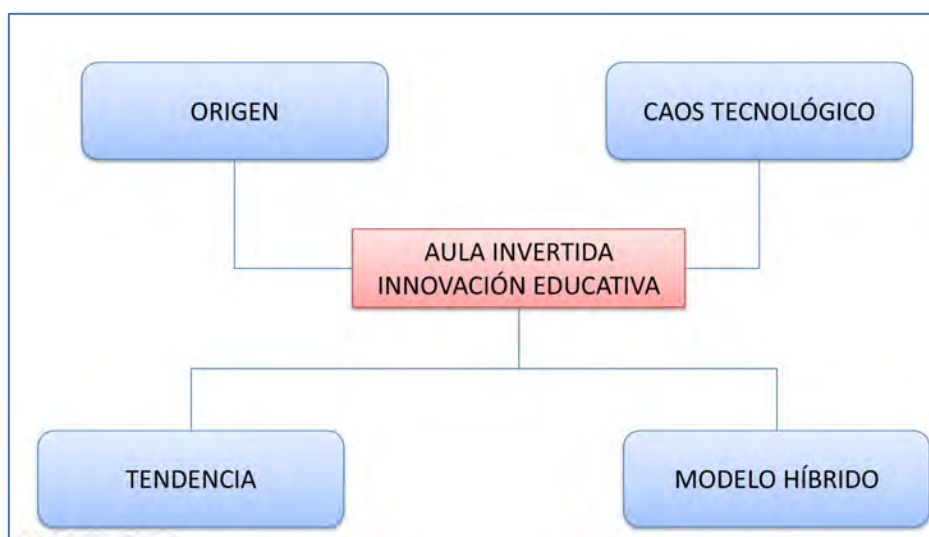 ORIGEN
CAOS TECNOLÓGICO
AULA INVERTIDA
INNOVACIÓN EDUCATIVA
TENDENCIA
MODELO HÍBRIDO